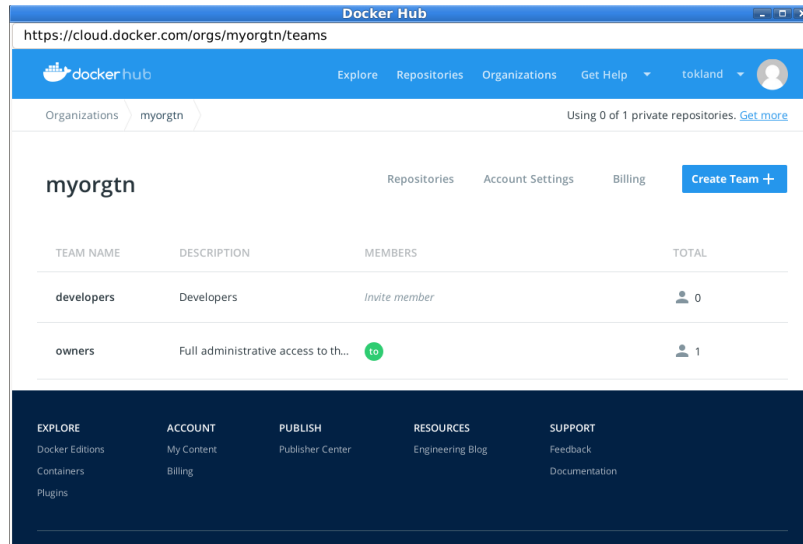 Docker Hub
https://cloud.docker.com/orgs/myorgtn/teams
dockerhub Explore Repositories Organizations Get Help tokland
Organizations myorgtn Using 0 of 1 private repositories. Get more
myorgtn Repositories Account Settings Billing Create Team +
TEAM NAME DESCRIPTION MEMBERS TOTAL
developers Developers Invite member 0
owners Full administrative access to th... to 1
EXPLORE ACCOUNT PUBLISH RESOURCES SUPPORT
Docker Editions My Content Publisher Center Engineering Blog Feedback
Containers Billing Documentation
Plugins